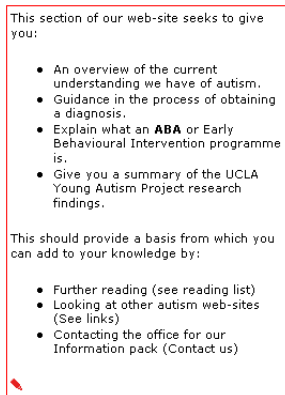 This section of our web-site seeks to give
you:
● An overview of the current
understanding we have of autism.
● Guidance in the process of obtaining
a diagnosis.
● Explain what an ABA or Early
Behavioural Intervention programme
is.
● Give you a summary of the UCLA
Young Autism Project research
findings.
This should provide a basis from which you
can add to your knowledge by:
● Further reading (see reading list)
● Looking at other autism web-sites
(See links)
● Contacting the office for our
Information pack (Contact us)